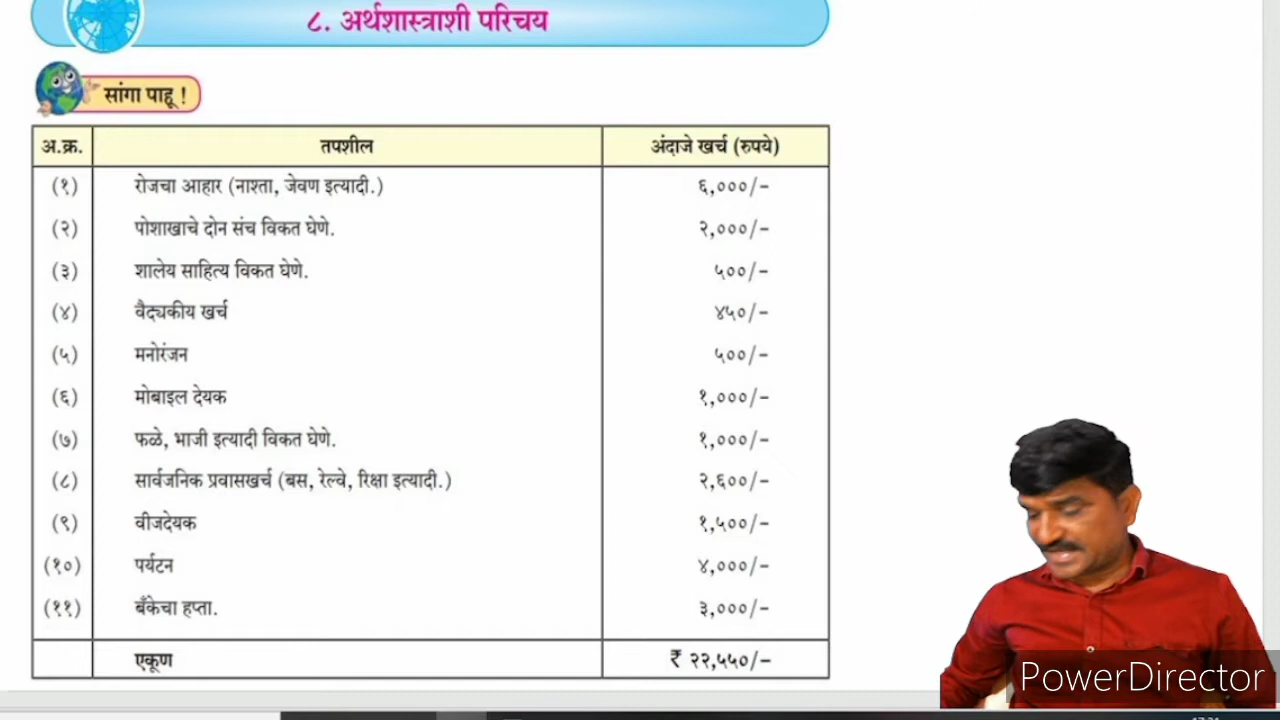 ८. अर्थशास्त्राशी परिचय
सांगा पाहू !
अ.क्र. तपशील अंदाजे खर्च (रुपये)
(१) रोजचा आहार (नाश्ता, जेवण इत्यादी.) ६,०००/-
(२) पोशाखाचे दोन संच विकत घेणे. २,०००/-
(३) शालेय साहित्य विकत घेणे. ५००/-
(४) वैद्यकीय खर्च ४५०/-
(५) मनोरंजन ५००/-
(६) मोबाइल देयक १,०००/-
(७) फळे, भाजी इत्यादी विकत घेणे. १,०००/-
(८) सार्वजनिक प्रवासखर्च (बस, रेल्वे, रिक्षा इत्यादी.) २,६००/-
(९) वीजदेयक १,५००/-
(१०) पर्यटन ४,०००/-
(११) बँकेचा हप्ता. ३,०००/-
एकूण ₹ २२,५५०/-
PowerDirector